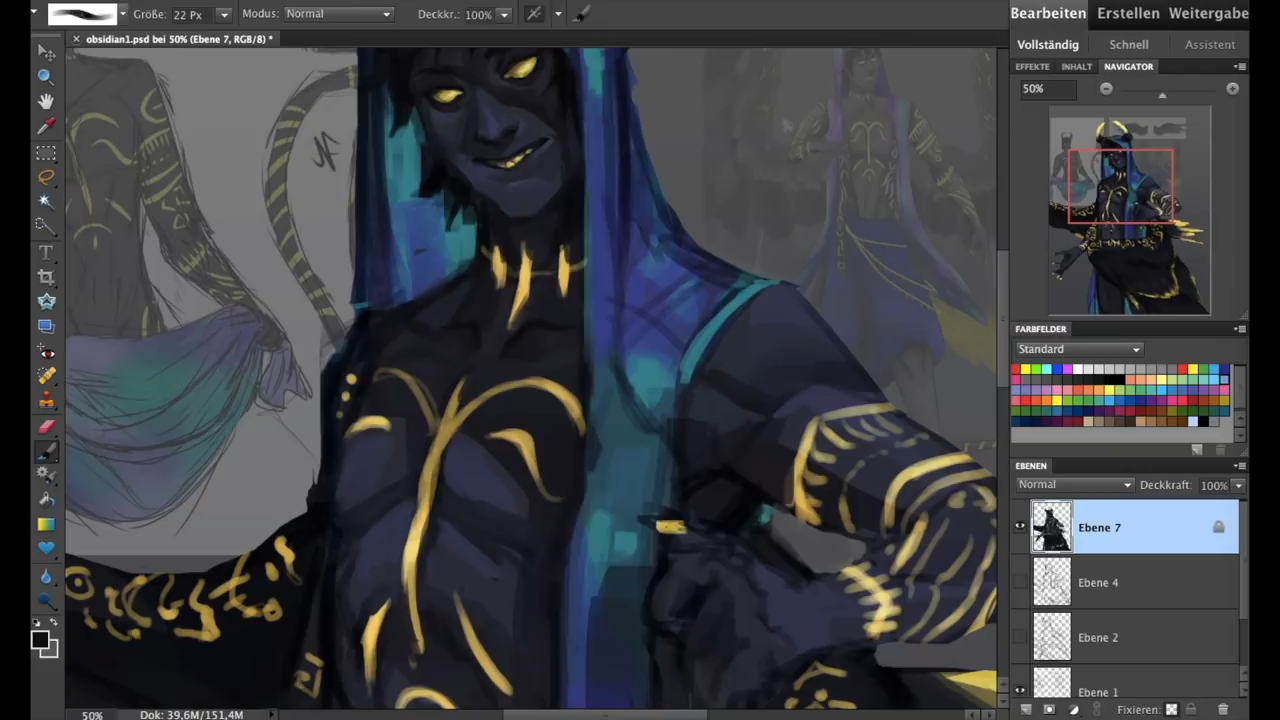 Größe: 22 Px Modus: Normal Deckkr.: 100%
Bearbeiten Erstellen Weitergabe
obsidian1.psd bei 50% (Ebene 7, RGB/8) *
Vollständig Schnell Assistent
EFFEKTE INHALT NAVIGATOR
50%
FARBFELDER
Standard
EBENEN
Normal Deckkraft: 100%
Ebene 7
Ebene 4
Ebene 2
Ebene 1
Fixieren:
50% Dok: 39,6M/151,4M